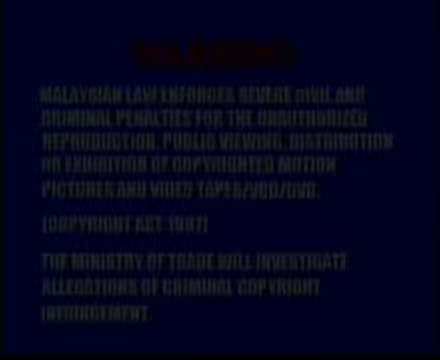 WARNING
MALAYSIAN LAW ENFORCES SEVERE CIVIL AND
CRIMINAL PENALTIES FOR THE UNAUTHORIZED
REPRODUCTION, PUBLIC VIEWING, DISTRIBUTION
OR EXHIBITION OF COPYRIGHTED MOTION
PICTURES AND VIDEO TAPES/VCD/DVD.
[COPYRIGHT ACT 1987]
THE MINISTRY OF TRADE WILL INVESTIGATE
ALLEGATIONS OF CRIMINAL COPYRIGHT
INFRINGEMENT